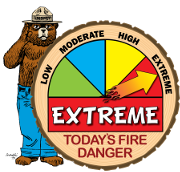 LOW
MODERATE
HIGH
EXTREME
EXTREME
TODAY'S FIRE
DANGER